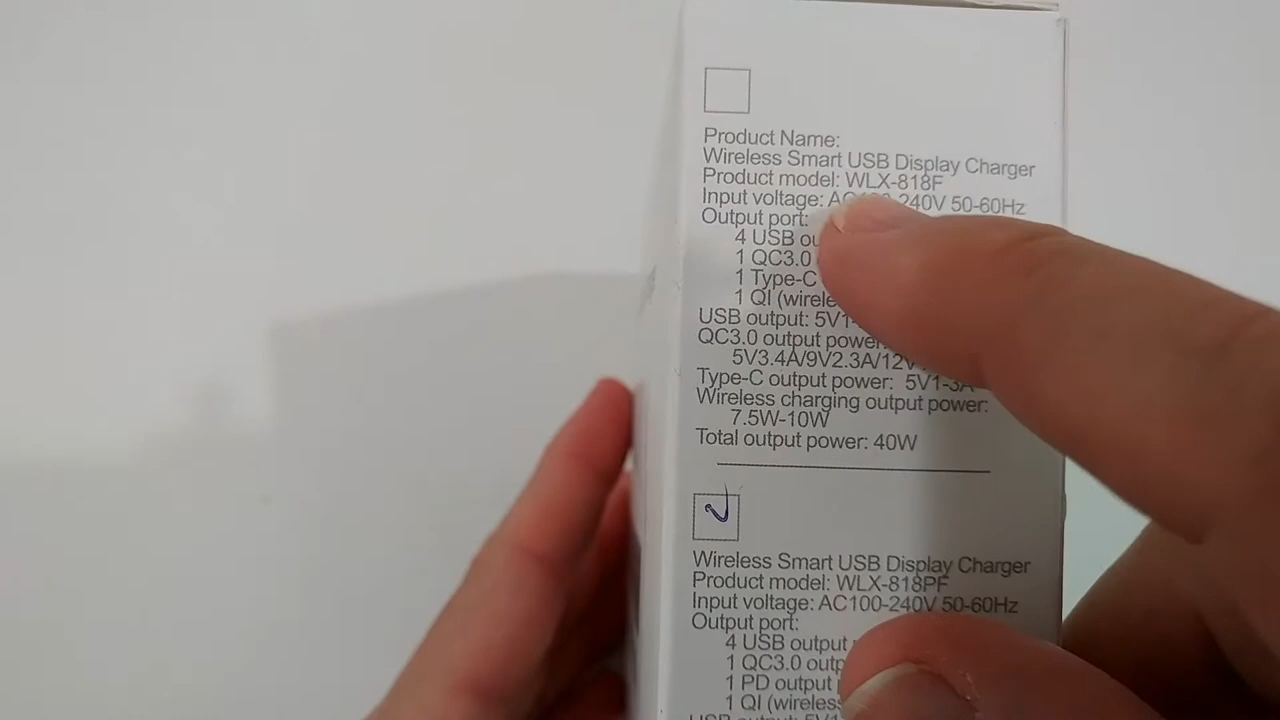 Product Name:
Wireless Smart USB Display Charger
Product model: WLX-818F
Input voltage: AC100-240V 50-60Hz
Output port:
4 USB
1 QC3.0
1 Type-C
1 QI
USB output:
QC3.0 output power
5V3.4A/9V2.3A/12V
Type-C output power: 5V1-3A
Wireless charging output power:
7.5W-10W
Total output power: 40W
Wireless Smart USB Display Charger
Product model: WLX-818PF
Input voltage: AC100-240V 50-60Hz
Output port:
4 USB output
1 QC3.0
1 PD output
1 QI
USB output: